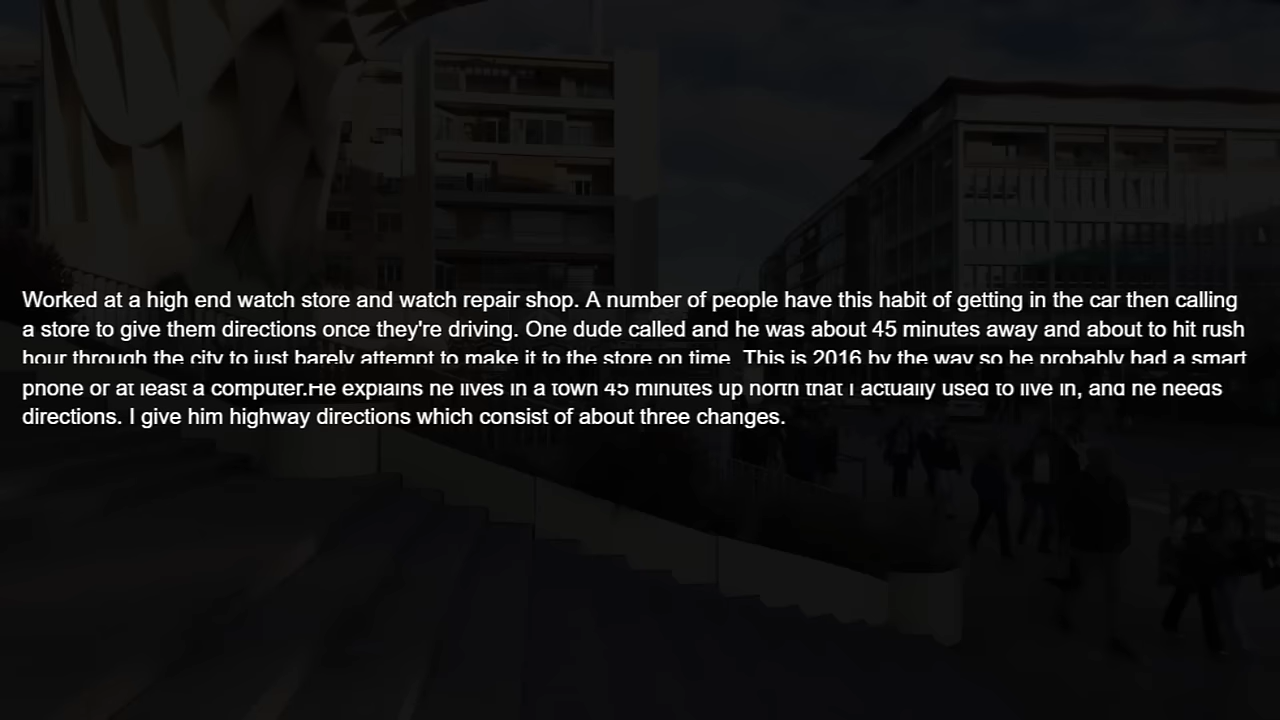 Worked at a high end watch store and watch repair shop. A number of people have this habit of getting in the car then calling
a store to give them directions once they're driving. One dude called and he was about 45 minutes away and about to hit rush
hour through the city to just barely attempt to make it to the store on time. This is 2016 by the way so he probably had a smart
phone or at least a computer.He explains he lives in a town 45 minutes up north that I actually used to live in, and he needs
directions. I give him highway directions which consist of about three changes.